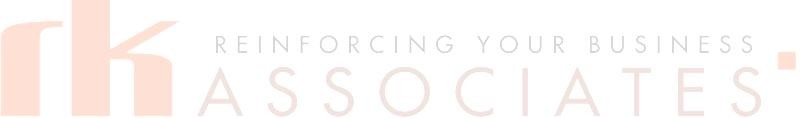 rk
REINFORCING YOUR BUSINESS
ASSOCIATES